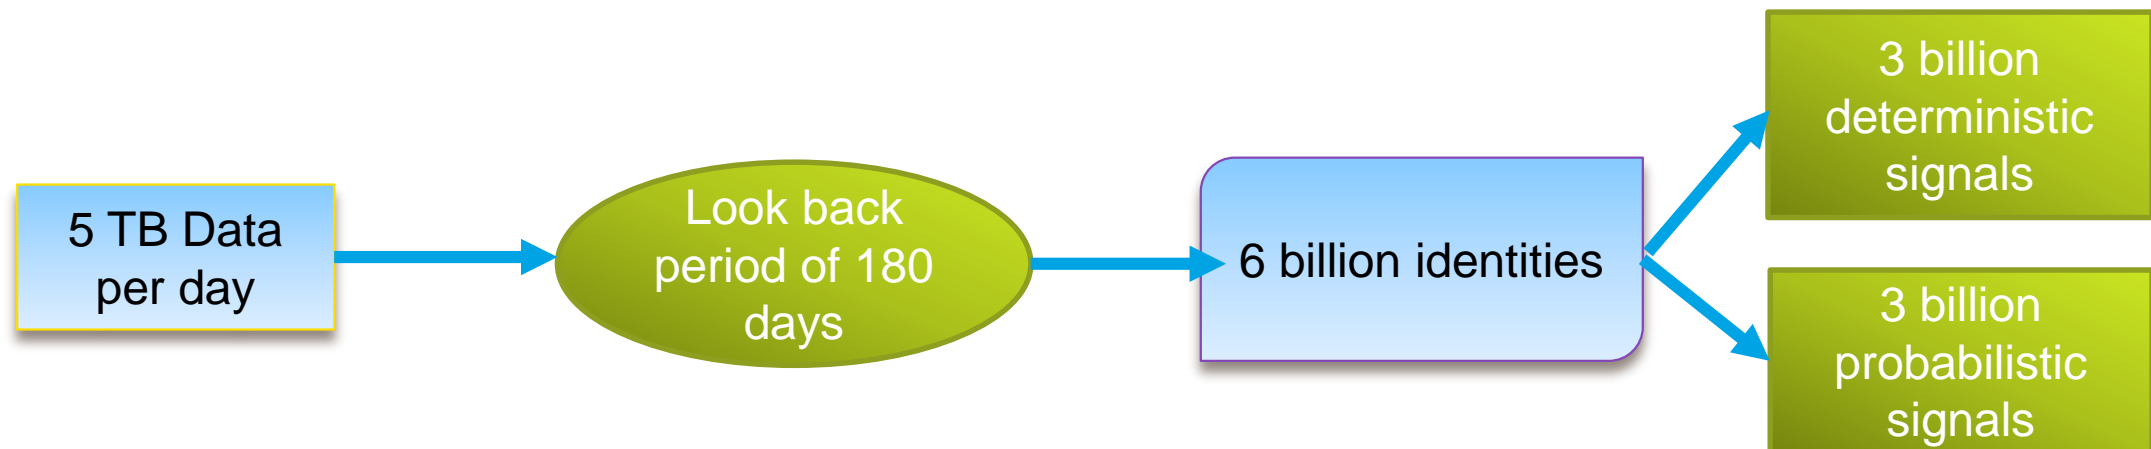 5 TB Data
per day
Look back
period of 180
days
6 billion identities
3 billion
deterministic
signals
3 billion
probabilistic
signals